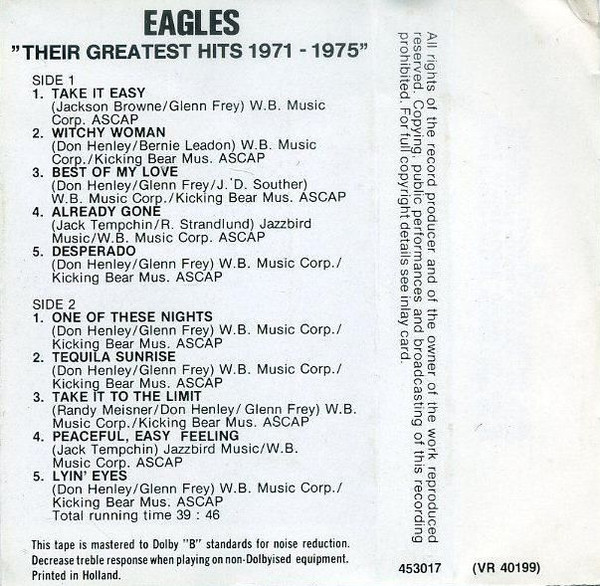 EAGLES
"THEIR GREATEST HITS 1971 - 1975"
SIDE 1
1. TAKE IT EASY
(Jackson Browne/Glenn Frey) W.B. Music
Corp. ASCAP
2. WITCHY WOMAN
(Don Henley/Bernie Leadon) W.B. Music
Corp./Kicking Bear Mus. ASCAP
3. BEST OF MY LOVE
(Don Henley/Glenn Frey/J.'D. Souther)
W.B. Music Corp./Kicking Bear Mus. ASCAP
4. ALREADY GONE
(Jack Tempchin/R. Strandlund) Jazzbird
Music/W.B. Music Corp. ASCAP
5. DESPERADO
(Don Henley/Glenn Frey) W.B. Music Corp./
Kicking Bear Mus. ASCAP
SIDE 2
1. ONE OF THESE NIGHTS
(Don Henley/Glenn Frey) W.B. Music Corp./
Kicking Bear Mus. ASCAP
2. TEQUILA SUNRISE
(Don Henley/Glenn Frey) W.B. Music Corp./
Kicking Bear Mus. ASCAP
3. TAKE IT TO THE LIMIT
(Randy Meisner/Don Henley/ Glenn Frey) W.B.
Music Corp./Kicking Bear Mus. ASCAP
4. PEACEFUL, EASY FEELING
(Jack Tempchin) Jazzbird Music/W.B.
Music Corp. ASCAP
5. LYIN' EYES
(Don Henley/Glenn Frey) W.B. Music Corp./
Kicking Bear Mus. ASCAP
Total running time 39 : 46
This tape is mastered to Dolby "B" standards for noise reduction.
Decrease treble response when playing on non-Dolbyised equipment.
Printed in Holland.
All rights of the record producer and of the owner of the work reproduced
reserved. Copying, public performances and broadcasting of this recording
prohibited. For full copyright details see inlay card.
453017 (VR 40199)